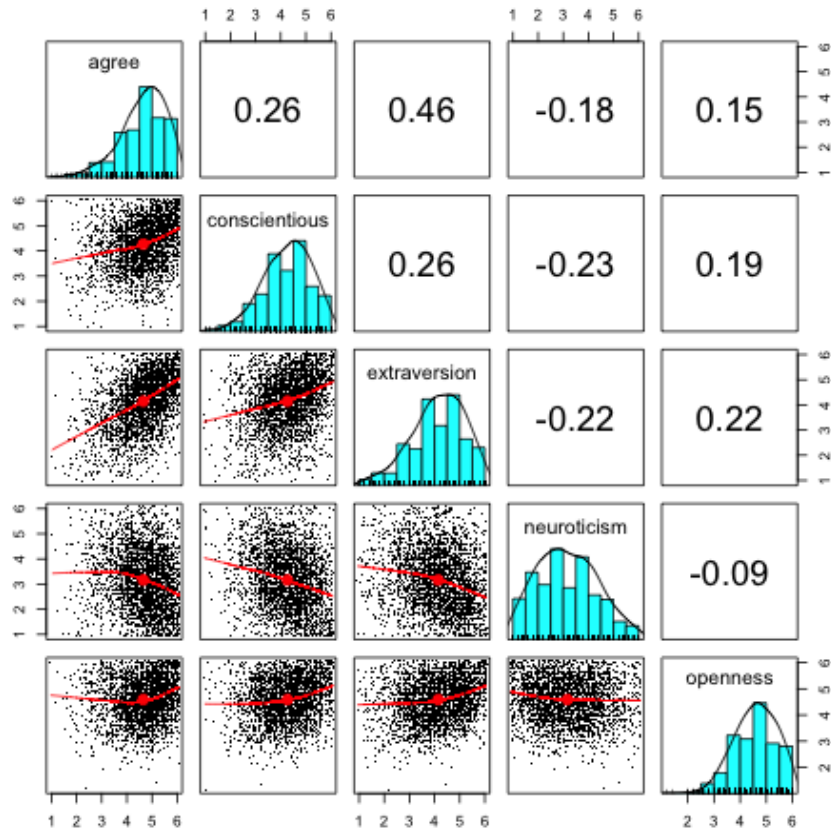 1 2 3 4 5 6 1 2 3 4 5 6
agree
0.26 0.46 -0.18 0.15
1 2 3 4 5 6
1 2 3 4 5 6
conscientious
0.26 -0.23 0.19
extraversion
-0.22 0.22
1 2 3 4 5 6
1 2 3 4 5 6
neuroticism
-0.09
openness
2 3 4 5 6
1 2 3 4 5 6 1 2 3 4 5 6 2 3 4 5 6